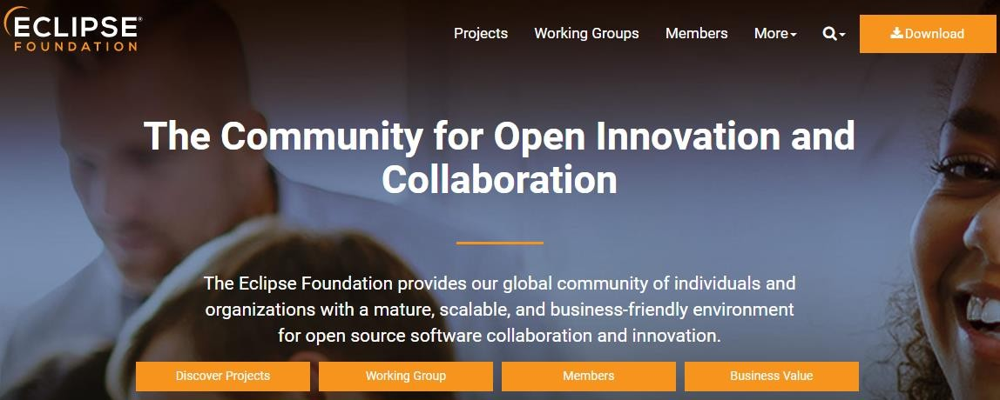 ECLIPSE®
FOUNDATION
Projects
Working Groups
Members
More
Download
The Community for Open Innovation and
Collaboration
The Eclipse Foundation provides our global community of individuals and
organizations with a mature, scalable, and business-friendly environment
for open source software collaboration and innovation.
Discover Projects
Working Group
Members
Business Value